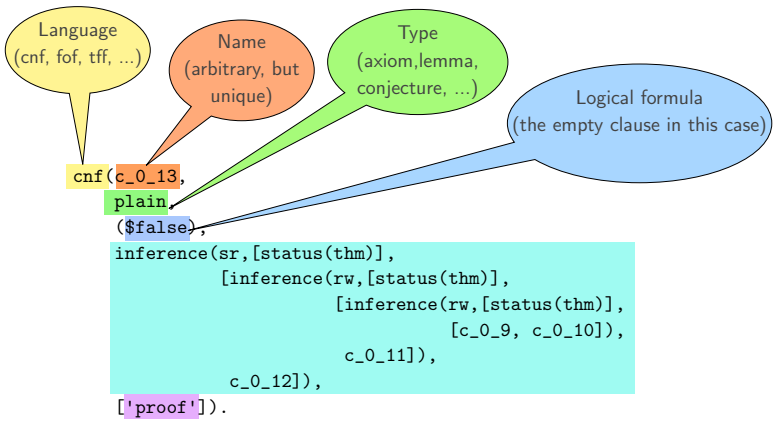 Language
(cnf, fof, tff, ...)
Name
(arbitrary, but
unique)
Type
(axiom,lemma,
conjecture, ...)
Logical formula
(the empty clause in this case)
cnf(c_0_13,
plain,
($false),
inference(sr,[status(thm)],
[inference(rw,[status(thm)],
[inference(rw,[status(thm)],
[c_0_9, c_0_10]),
c_0_11]),
c_0_12]),
['proof']).